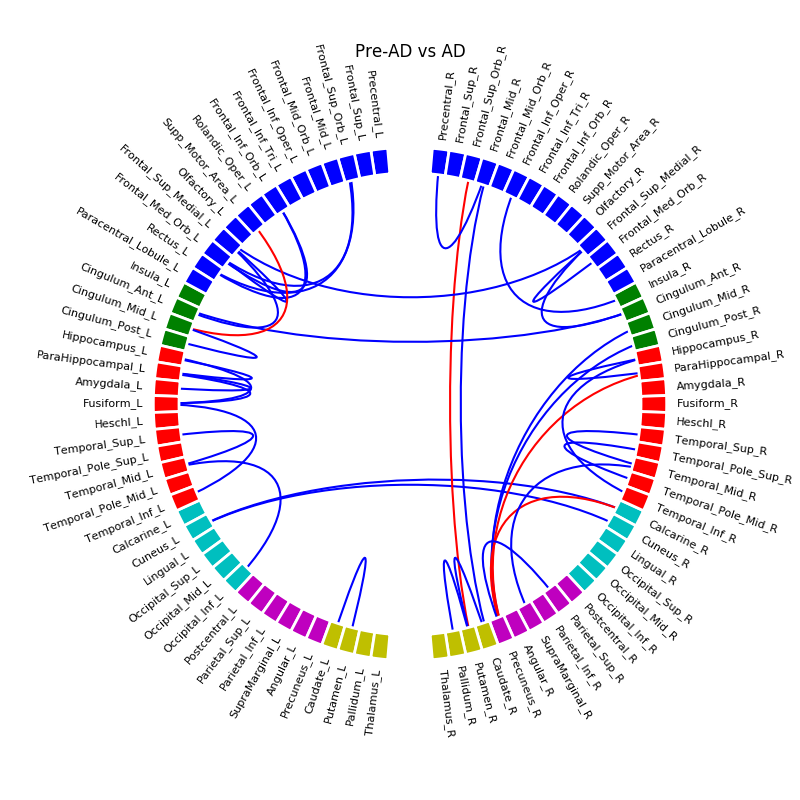 Pre-AD vs AD
Precentral_L
Frontal_Sup_L
Frontal_Sup_Orb_L
Frontal_Mid_L
Frontal_Mid_Orb_L
Frontal_Inf_Oper_L
Frontal_Inf_Tri_L
Frontal_Inf_Orb_L
Rolandic_Oper_L
Supp_Motor_Area_L
Olfactory_L
Frontal_Sup_Medial_L
Frontal_Med_Orb_L
Rectus_L
Paracentral_Lobule_L
Insula_L
Cingulum_Ant_L
Cingulum_Mid_L
Cingulum_Post_L
Hippocampus_L
ParaHippocampal_L
Amygdala_L
Fusiform_L
Heschl_L
Temporal_Sup_L
Temporal_Pole_Sup_L
Temporal_Mid_L
Temporal_Pole_Mid_L
Temporal_Inf_L
Calcarine_L
Cuneus_L
Lingual_L
Occipital_Sup_L
Occipital_Mid_L
Occipital_Inf_L
Postcentral_L
Parietal_Sup_L
Parietal_Inf_L
SupraMarginal_L
Angular_L
Precuneus_L
Caudate_L
Putamen_L
Pallidum_L
Thalamus_L
Precentral_R
Frontal_Sup_R
Frontal_Sup_Orb_R
Frontal_Mid_R
Frontal_Mid_Orb_R
Frontal_Inf_Oper_R
Frontal_Inf_Tri_R
Frontal_Inf_Orb_R
Rolandic_Oper_R
Supp_Motor_Area_R
Olfactory_R
Frontal_Sup_Medial_R
Frontal_Med_Orb_R
Rectus_R
Paracentral_Lobule_R
Insula_R
Cingulum_Ant_R
Cingulum_Mid_R
Cingulum_Post_R
Hippocampus_R
ParaHippocampal_R
Amygdala_R
Fusiform_R
Heschl_R
Temporal_Sup_R
Temporal_Pole_Sup_R
Temporal_Mid_R
Temporal_Pole_Mid_R
Temporal_Inf_R
Calcarine_R
Cuneus_R
Lingual_R
Occipital_Sup_R
Occipital_Mid_R
Occipital_Inf_R
Postcentral_R
Parietal_Sup_R
Parietal_Inf_R
SupraMarginal_R
Angular_R
Precuneus_R
Caudate_R
Putamen_R
Pallidum_R
Thalamus_R